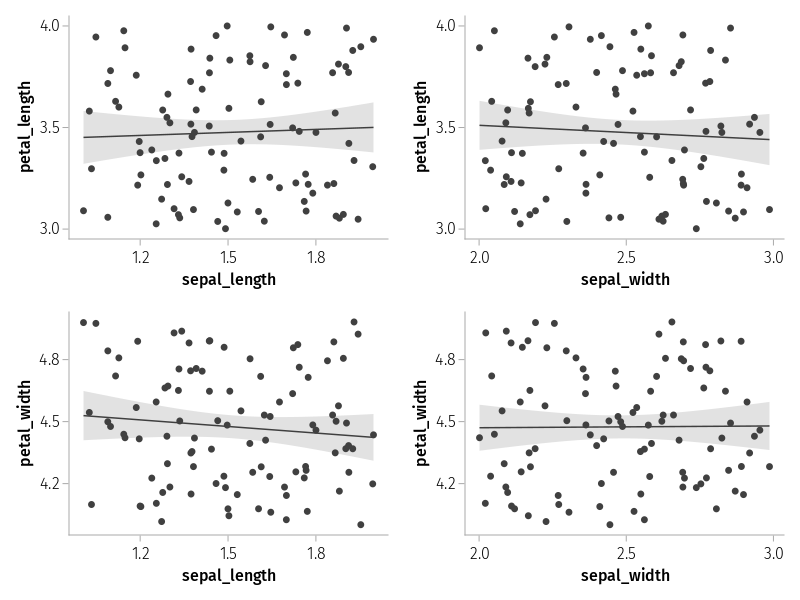 petal_length
4.0
3.5
3.0
1.2 1.5 1.8
sepal_length
petal_length
4.0
3.5
3.0
2.0 2.5 3.0
sepal_width
petal_width
4.8
4.5
4.2
1.2 1.5 1.8
sepal_length
petal_width
4.8
4.5
4.2
2.0 2.5 3.0
sepal_width